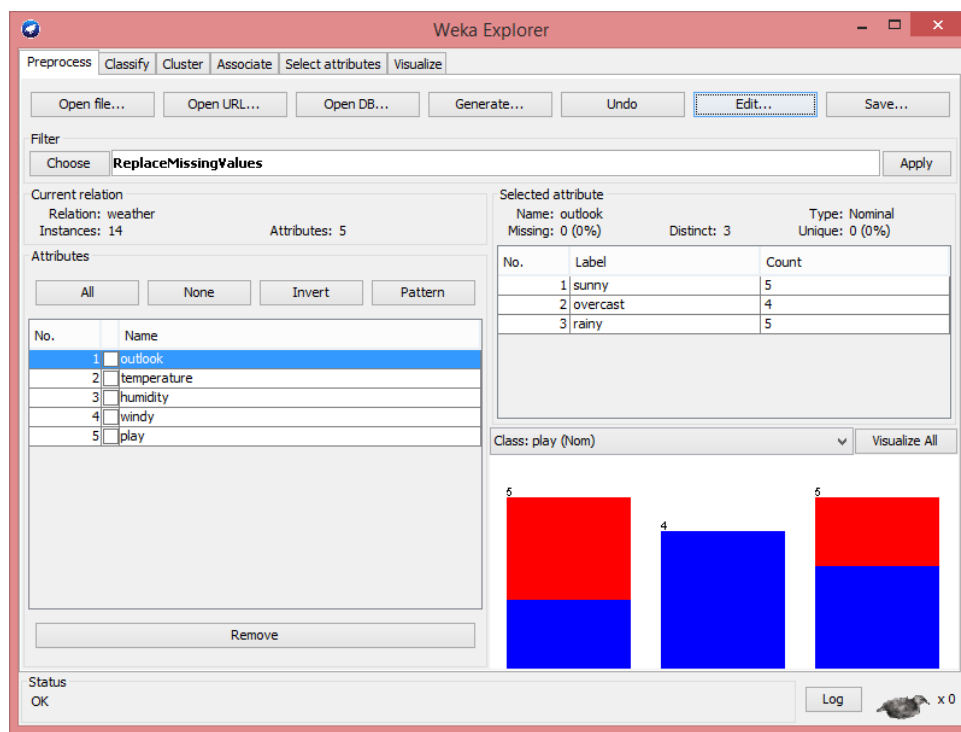 Weka Explorer
Preprocess Classify Cluster Associate Select attributes Visualize
Open file... Open URL... Open DB... Generate... Undo Edit... Save...
Filter
Choose ReplaceMissingValues Apply
Current relation
Relation: weather
Instances: 14 Attributes: 5
Attributes
All None Invert Pattern
No. Name
1 outlook
2 temperature
3 humidity
4 windy
5 play
Remove
Selected attribute
Name: outlook Type: Nominal
Missing: 0 (0%) Distinct: 3 Unique: 0 (0%)
No. Label Count
1 sunny 5
2 overcast 4
3 rainy 5
Class: play (Nom) Visualize All
5 4 5
Status
OK
Log x 0